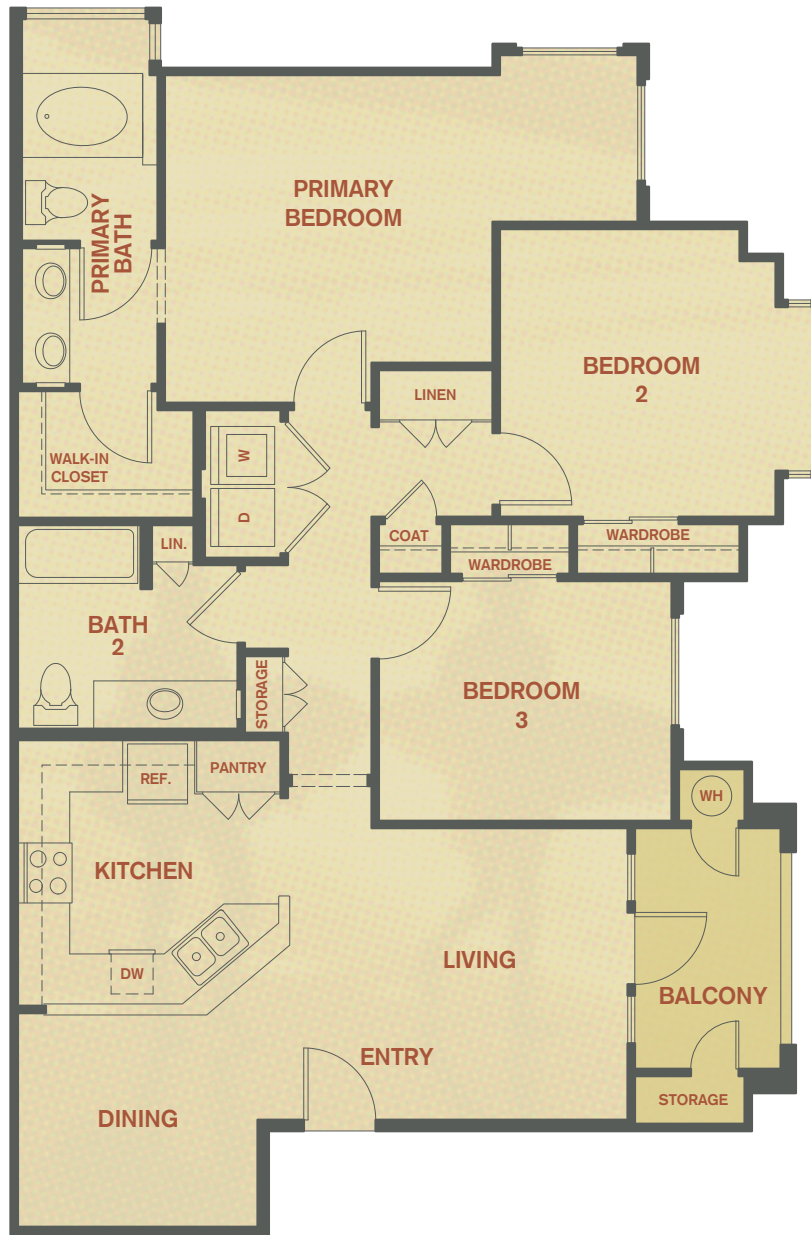 PRIMARY
BEDROOM
PRIMARY
BATH
BEDROOM
2
LINEN
W
WALK-IN
CLOSET
D
COAT
WARDROBE
LIN.
WARDROBE
BATH
2
STORAGE
BEDROOM
3
REF.
PANTRY
WH
KITCHEN
LIVING
DW
BALCONY
ENTRY
STORAGE
DINING